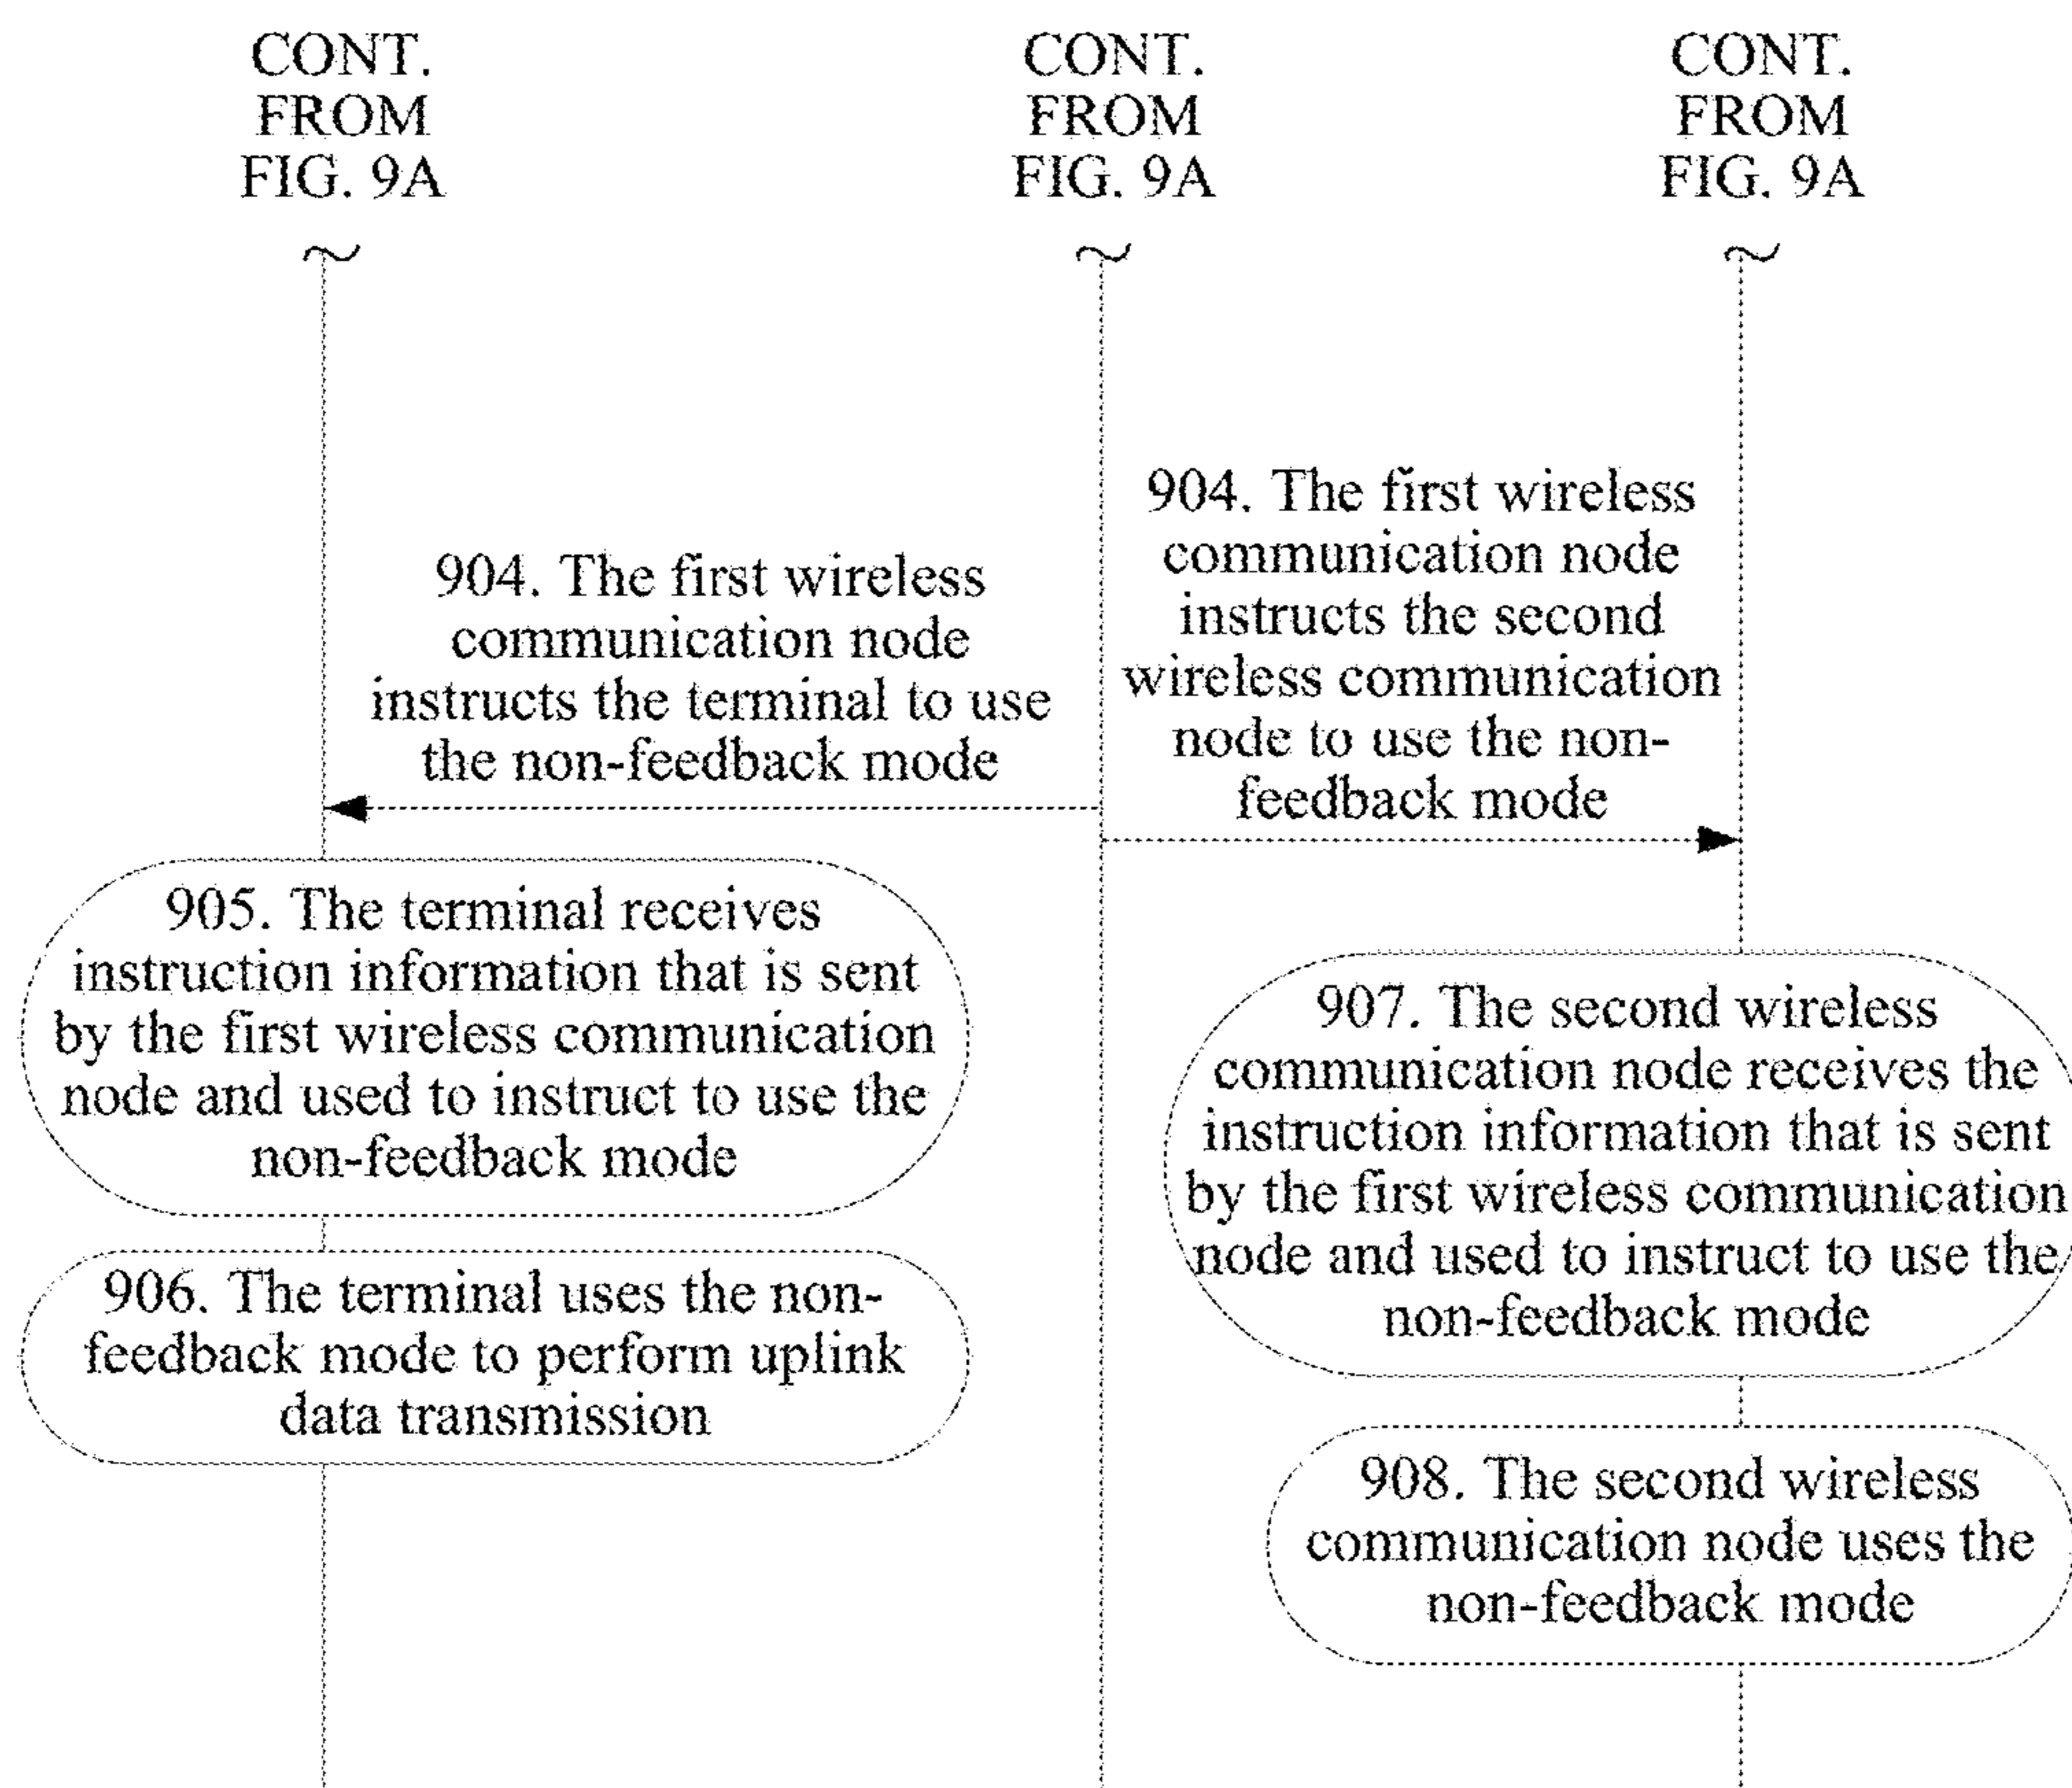 CONT.
FROM
FIG. 9A
CONT.
FROM
FIG. 9A
CONT.
FROM
FIG. 9A
904. The first wireless
communication node
instructs the terminal to use
the non-feedback mode
904. The first wireless
communication node
instructs the second
wireless communication
node to use the non-
feedback mode
905. The terminal receives
instruction information that is sent
by the first wireless communication
node and used to instruct to use the
non-feedback mode
906. The terminal uses the non-
feedback mode to perform uplink
data transmission
907. The second wireless
communication node receives the
instruction information that is sent
by the first wireless communication
node and used to instruct to use the
non-feedback mode
908. The second wireless
communication node uses the
non-feedback mode